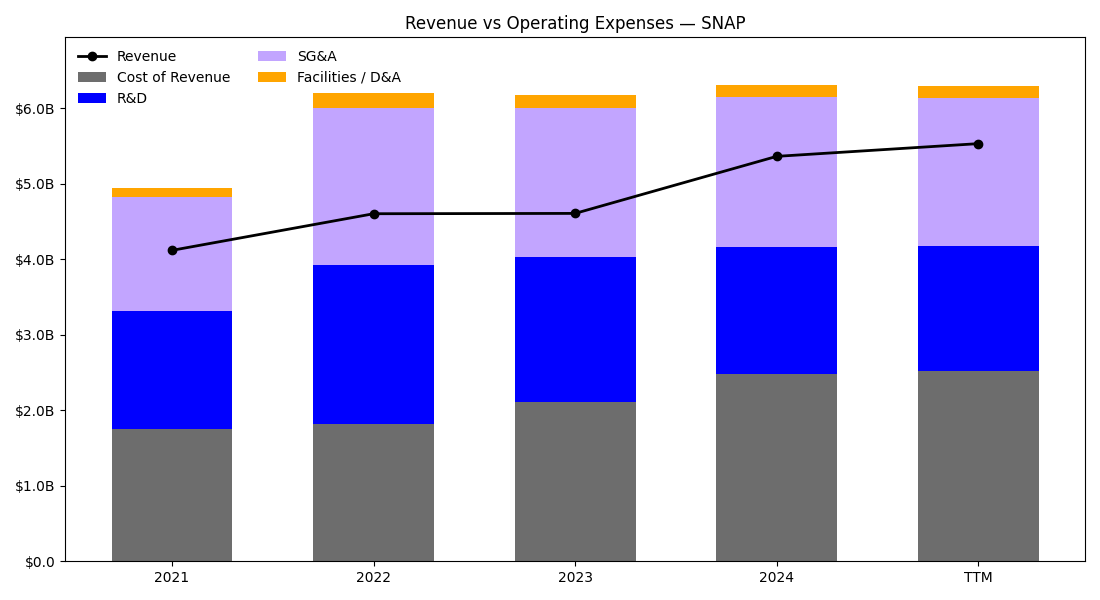 Revenue vs Operating Expenses — SNAP
Revenue
Cost of Revenue
R&D
SG&A
Facilities / D&A
$6.0B
$5.0B
$4.0B
$3.0B
$2.0B
$1.0B
$0.0
2021
2022
2023
2024
TTM